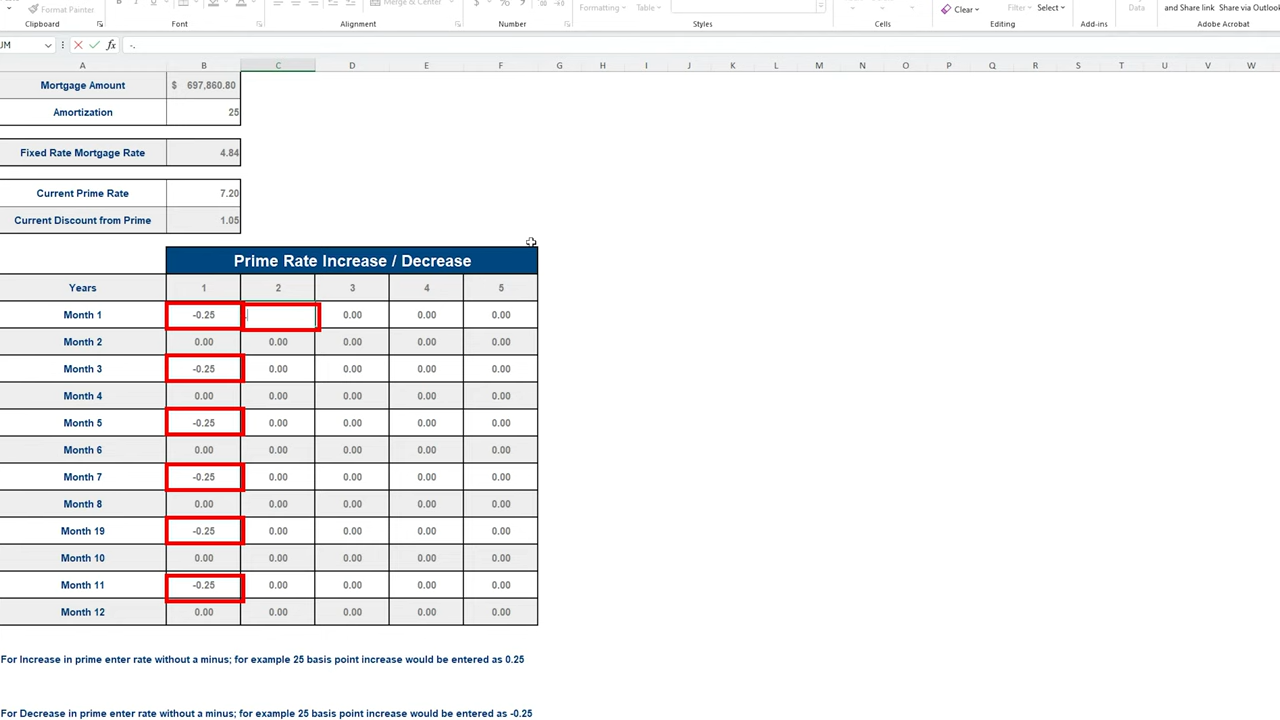 Format Painter
Merge & Center
$ % 9
Formatting Table
Clear
Filter Select
Data
and Share link Share via Outlook
Clipboard Font Alignment Number Styles Cells Editing Add-ins Adobe Acrobat
UM fx -.
A B C D E F G H I J K L M N O P Q R S T U V W
Mortgage Amount $ 697,860.80
Amortization 25
Fixed Rate Mortgage Rate 4.84
Current Prime Rate 7.20
Current Discount from Prime 1.05
Prime Rate Increase / Decrease
Years 1 2 3 4 5
Month 1 -0.25 0.00 0.00 0.00
Month 2 0.00 0.00 0.00 0.00 0.00
Month 3 -0.25 0.00 0.00 0.00 0.00
Month 4 0.00 0.00 0.00 0.00 0.00
Month 5 -0.25 0.00 0.00 0.00 0.00
Month 6 0.00 0.00 0.00 0.00 0.00
Month 7 -0.25 0.00 0.00 0.00 0.00
Month 8 0.00 0.00 0.00 0.00 0.00
Month 19 -0.25 0.00 0.00 0.00 0.00
Month 10 0.00 0.00 0.00 0.00 0.00
Month 11 -0.25 0.00 0.00 0.00 0.00
Month 12 0.00 0.00 0.00 0.00 0.00
For Increase in prime enter rate without a minus; for example 25 basis point increase would be entered as 0.25
For Decrease in prime enter rate without a minus; for example 25 basis point increase would be entered as -0.25